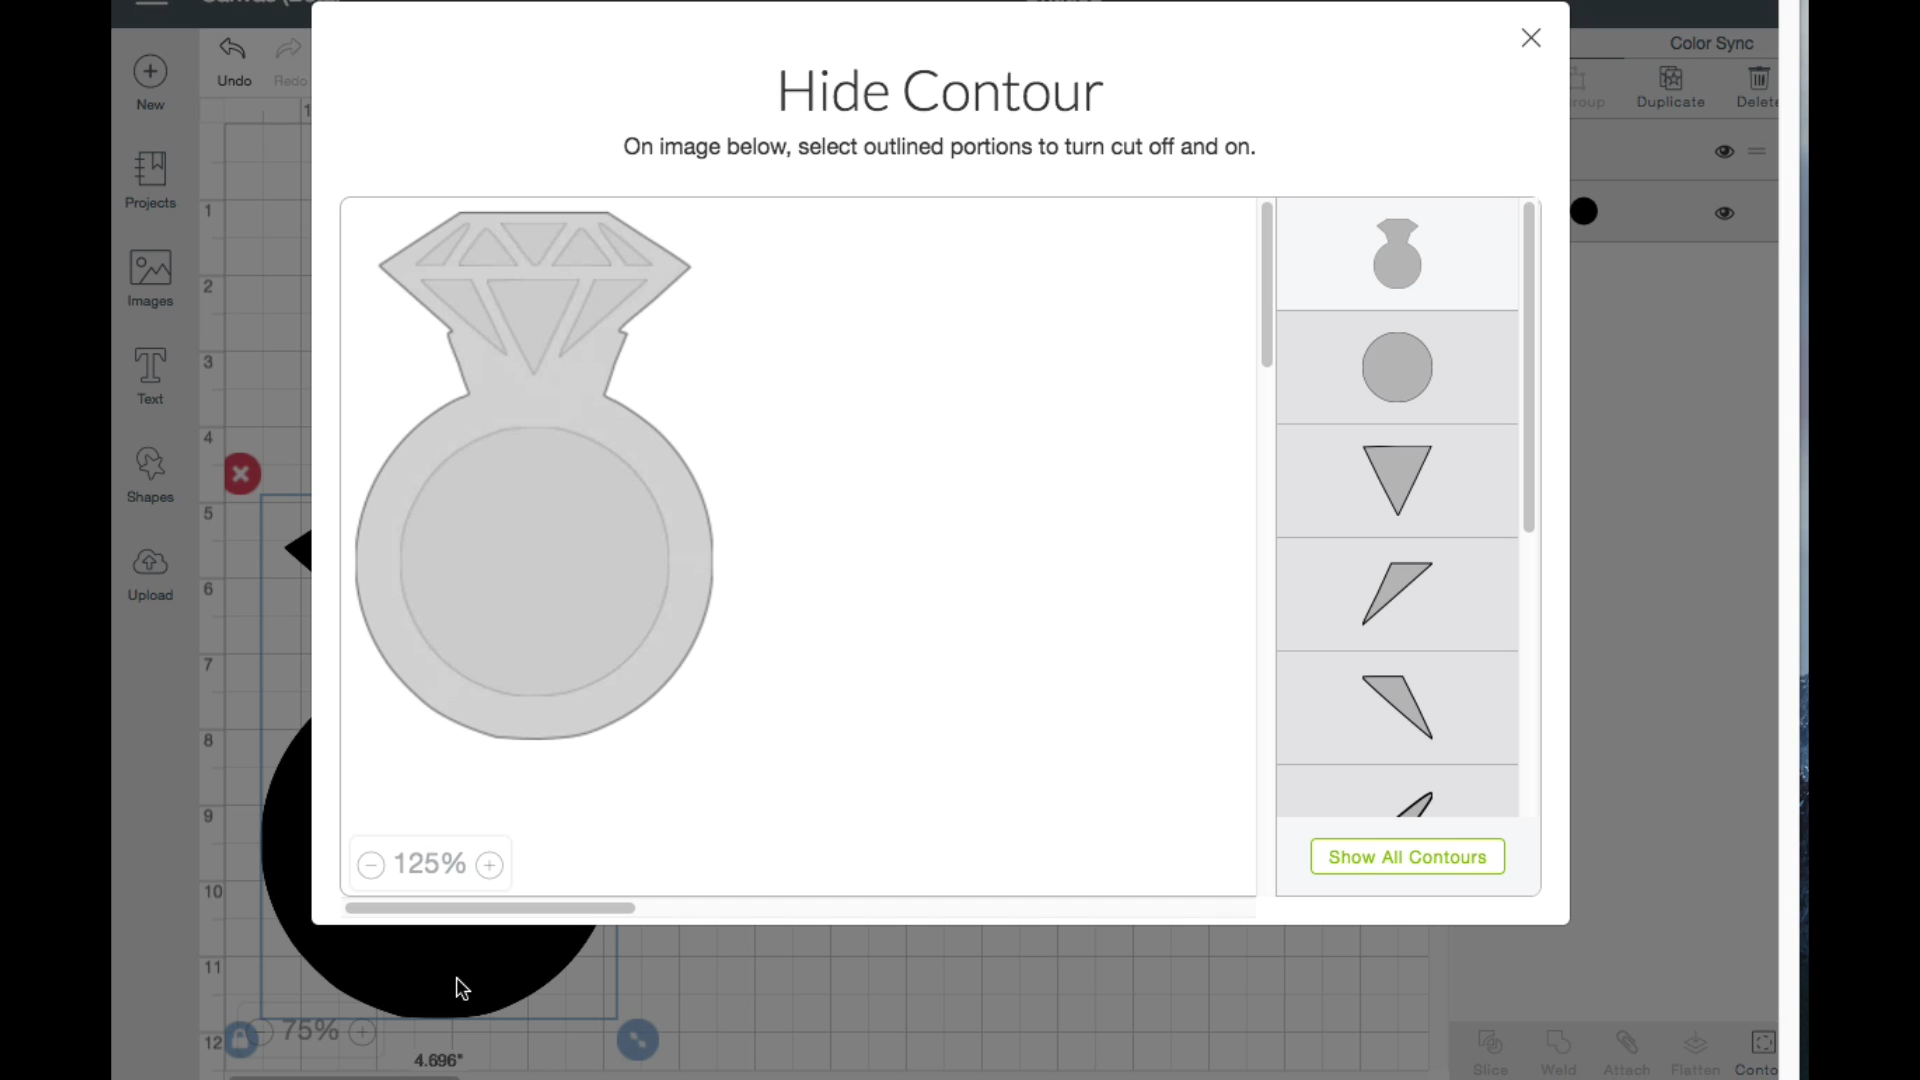 Undo
Redo
New
Projects
Images
Text
Shapes
Upload
1
2
3
4
5
6
7
8
9
10
11
12
75%
4.696"
Hide Contour
On image below, select outlined portions to turn cut off and on.
125%
Show All Contours
Color Sync
Duplicate
Delete
Slice
Weld
Attach
Flatten
Conto